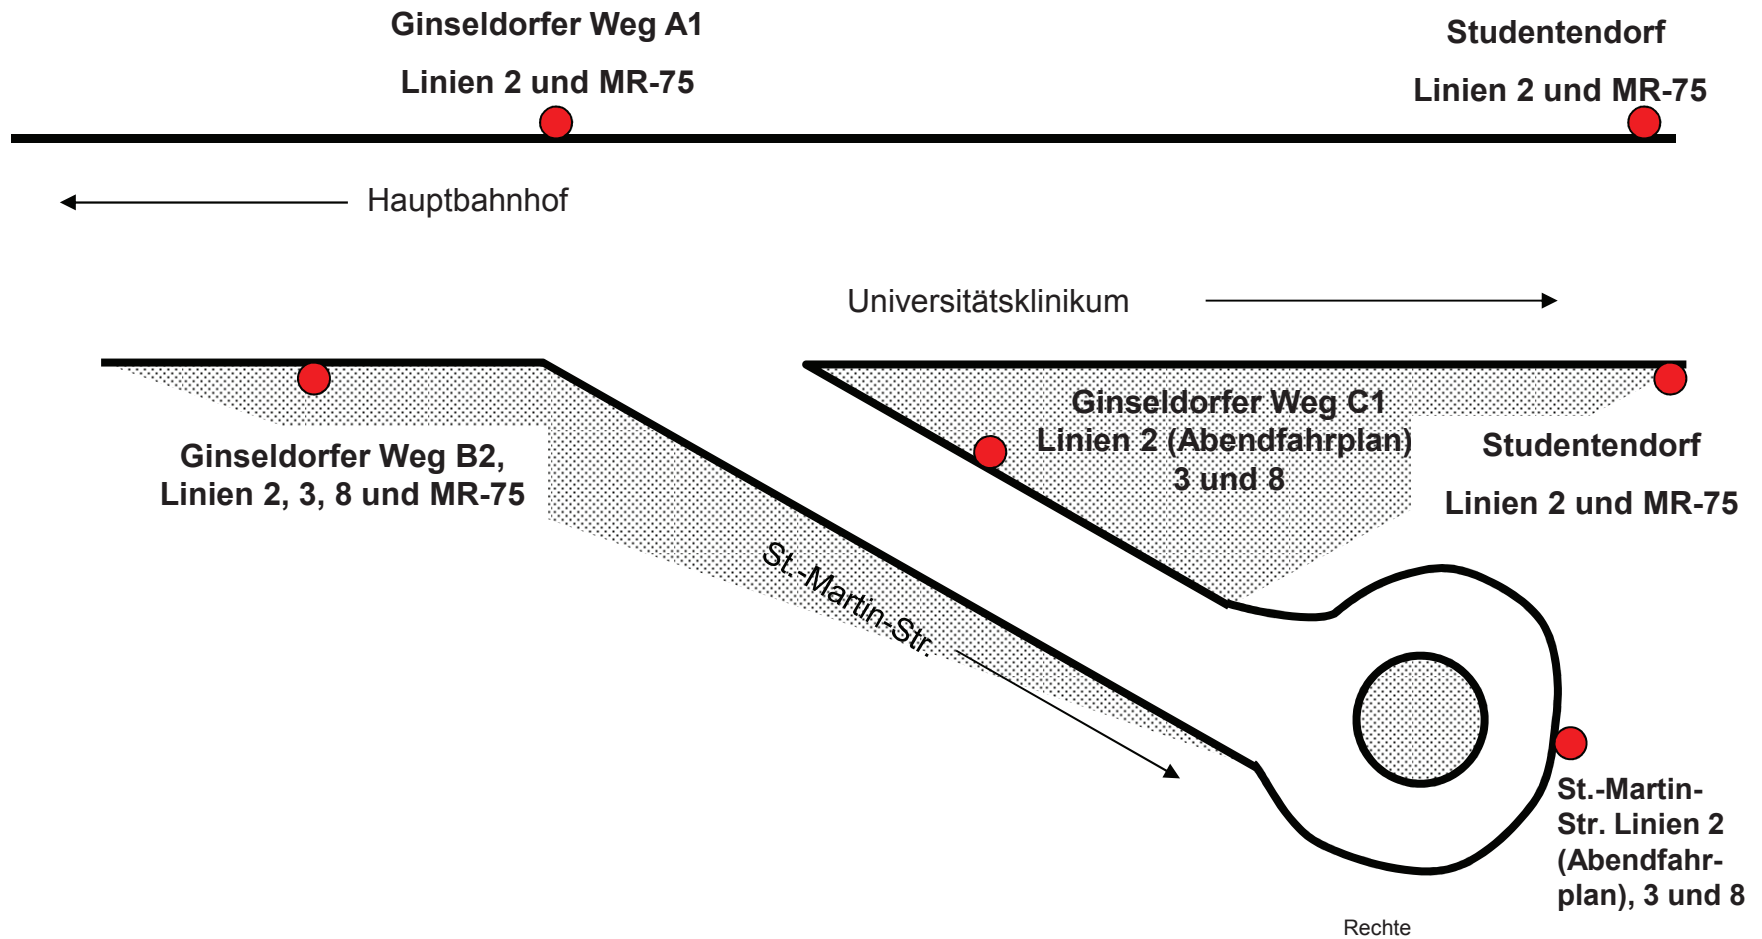 Ginseldorfer Weg A1
Linien 2 und MR-75
Studentendorf
Linien 2 und MR-75
Hauptbahnhof
Universitätsklinikum
Ginseldorfer Weg B2,
Linien 2, 3, 8 und MR-75
Ginseldorfer Weg C1
Linien 2 (Abendfahrplan)
3 und 8
Studentendorf
Linien 2 und MR-75
St.-Martin-Str.
St.-Martin-
Str. Linien 2
(Abendfahr-
plan), 3 und 8
Rechte